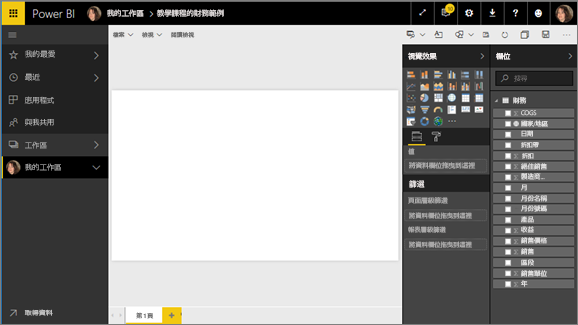 Power BI 我的工作區 > 教學課程的財務範例
10
檔案 檢視 閱讀檢視
我的最愛
最近
應用程式
與我共用
工作區
我的工作區
取得資料
第 1 頁
視覺效果
值
將資料欄位拖曳到這裡
篩選
頁面層級篩選
將資料欄位拖曳到這裡
報表層級篩選
將資料欄位拖曳到這裡
欄位
搜尋
財務
COGS
國家/地區
日期
折扣帶
折扣
總值銷售...
製造商...
月
月份名稱
月份號碼
產品
收益
銷售價格
銷售
區段
銷售單位
年